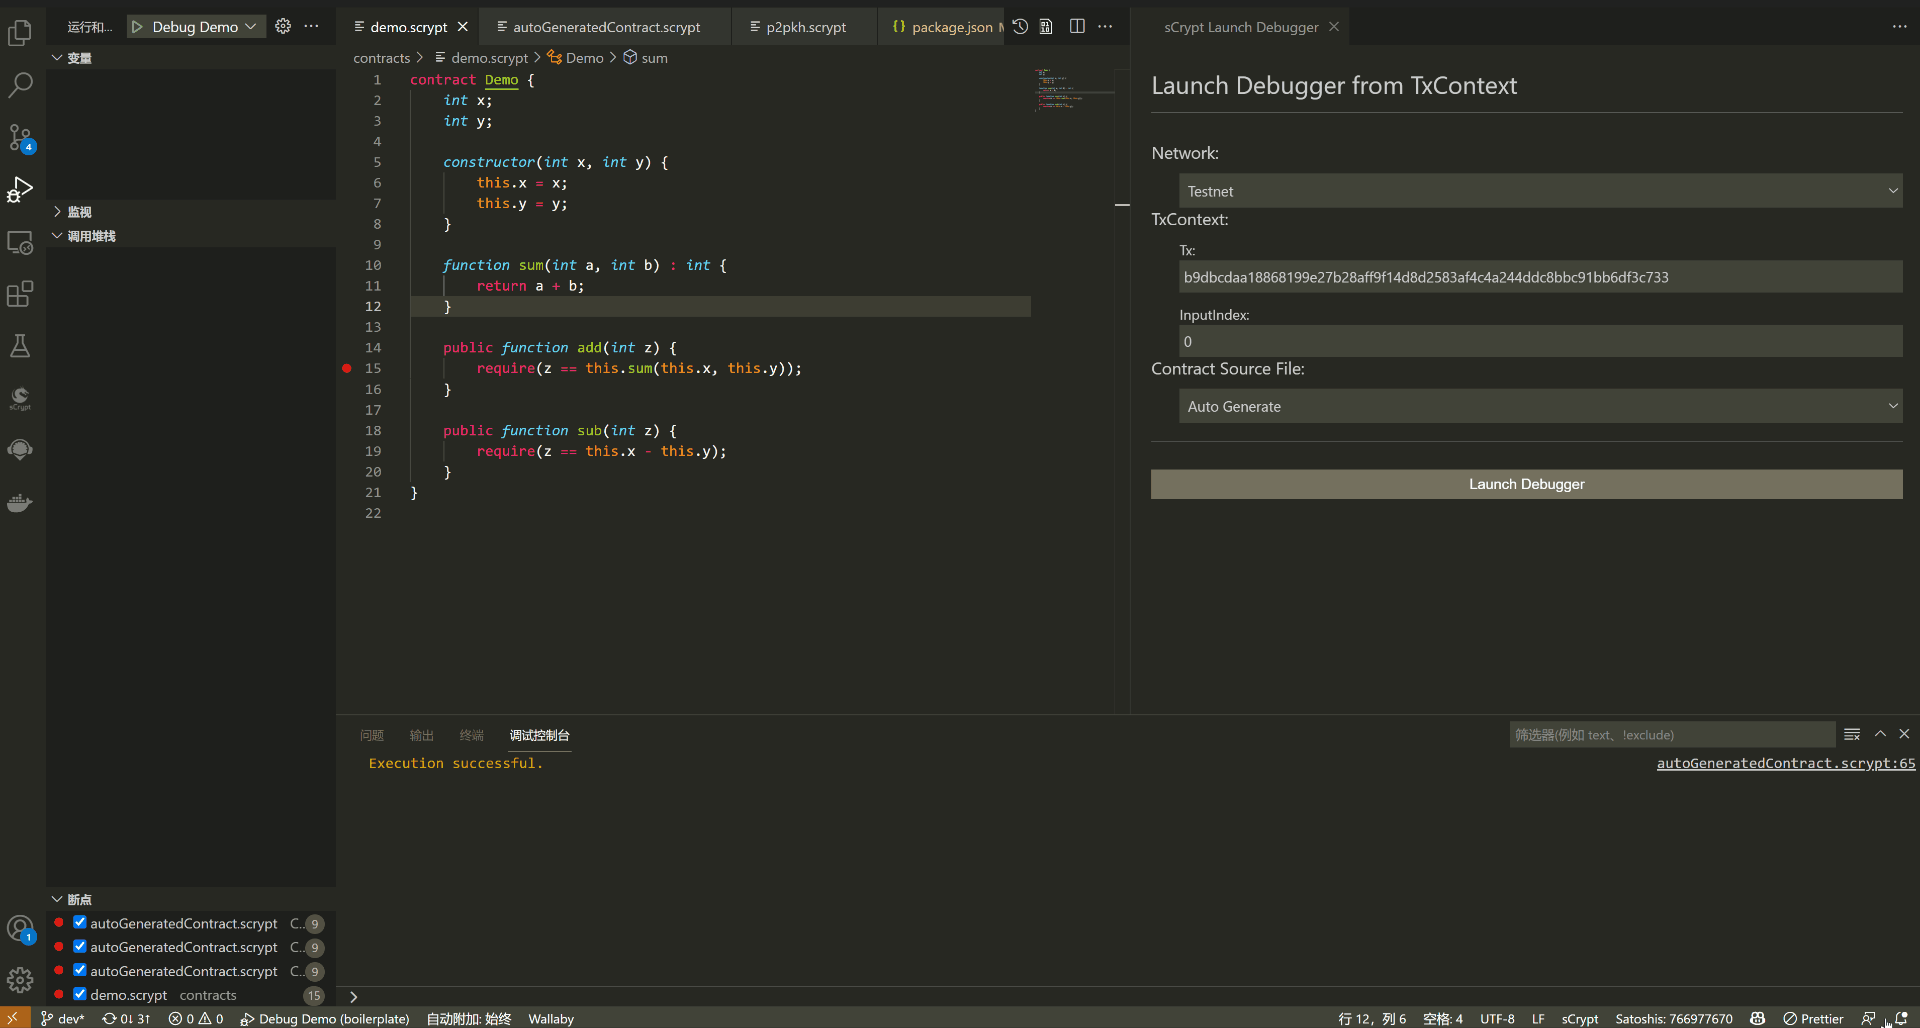 运行和...
Debug Demo
变量
监视
调用堆栈
断点
autoGeneratedContract.scrypt C.. 9
autoGeneratedContract.scrypt C.. 9
autoGeneratedContract.scrypt C.. 9
demo.scrypt contracts 15
4
sCrypt
1
demo.scrypt
autoGeneratedContract.scrypt
p2pkh.scrypt
{} package.json
contracts > demo.scrypt > Demo > sum
1 contract Demo {
2 int x;
3 int y;
4
5 constructor(int x, int y) {
6 this.x = x;
7 this.y = y;
8 }
9
10 function sum(int a, int b) : int {
11 return a + b;
12 }
13
14 public function add(int z) {
15 require(z == this.sum(this.x, this.y));
16 }
17
18 public function sub(int z) {
19 require(z == this.x - this.y);
20 }
21 }
22
sCrypt Launch Debugger
Launch Debugger from TxContext
Network:
Testnet
TxContext:
Tx:
b9dbcdaa18868199e27b28aff9f14d8d2583af4c4a244ddc8bbc91bb6df3c733
InputIndex:
0
Contract Source File:
Auto Generate
Launch Debugger
问题 输出 终端 调试控制台
筛选器(例如 text、!exclude)
Execution successful.
autoGeneratedContract.scrypt:65
dev* 0↓ 3↑ 0 0 Debug Demo (boilerplate) 自动附加: 始终 Wallaby
行 12，列 6 空格: 4 UTF-8 LF sCrypt Satoshis: 766977670 Prettier